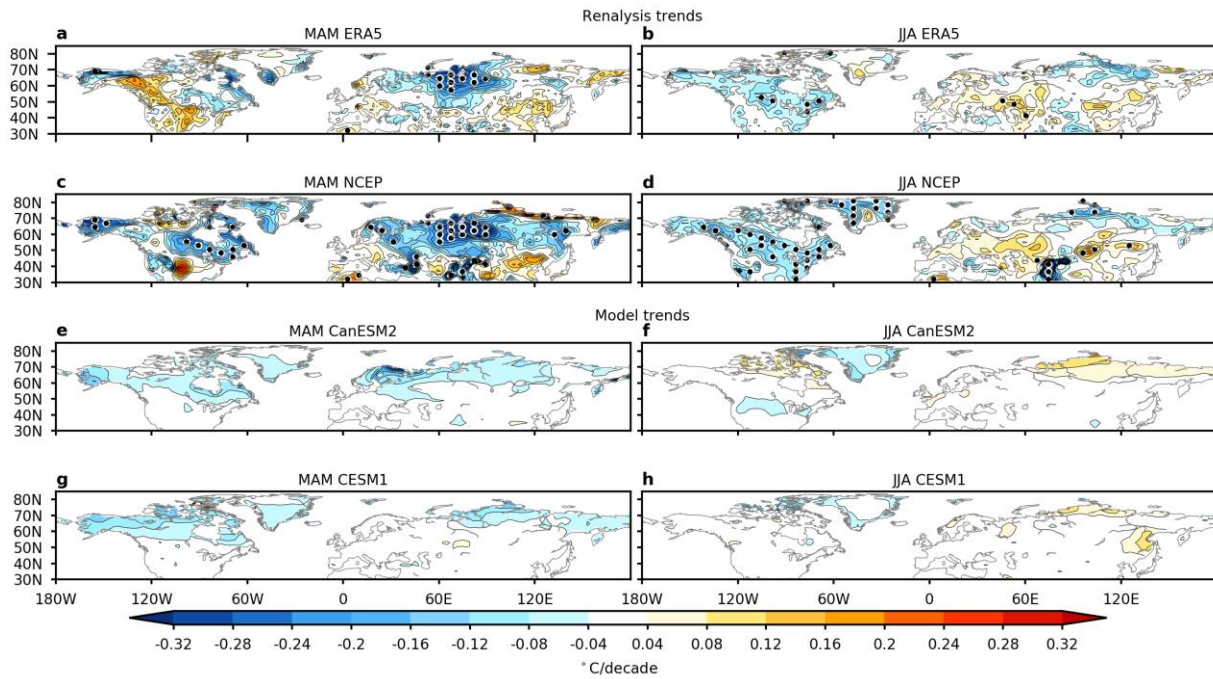 Renalysis trends
a MAM ERA5
b JJA ERA5
80N
70N
60N
50N
40N
30N
c MAM NCEP
d JJA NCEP
80N
70N
60N
50N
40N
30N
Model trends
e MAM CanESM2
f JJA CanESM2
80N
70N
60N
50N
40N
30N
g MAM CESM1
h JJA CESM1
80N
70N
60N
50N
40N
30N
180W 120W 60W 0 60E 120E 180W 120W 60W 0 60E 120E
-0.32 -0.28 -0.24 -0.2 -0.16 -0.12 -0.08 -0.04 0.04 0.08 0.12 0.16 0.2 0.24 0.28 0.32
°C/decade